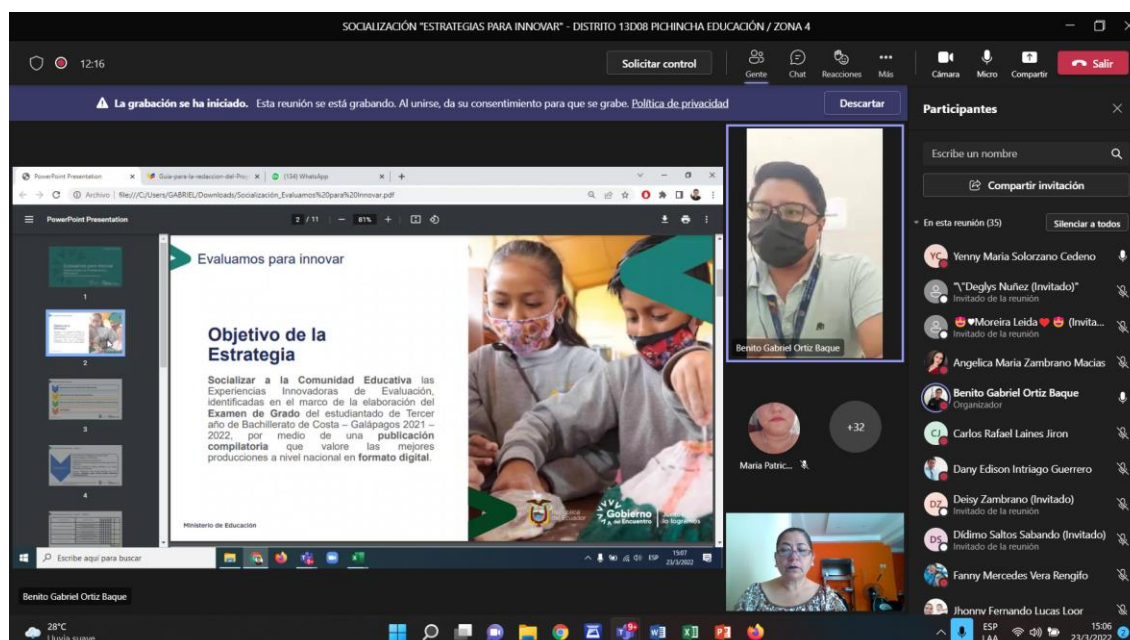 SOCIALIZACIÓN "ESTRATEGIAS PARA INNOVAR" - DISTRITO 13D08 PICHINCHA EDUCACIÓN / ZONA 4
12:16
Solicitar control
Gente
Chat
Reacciones
Más
Cámara
Micro
Compartir
Salir
La grabación se ha iniciado. Esta reunión se está grabando. Al unirse, da su consentimiento para que se grabe. Política de privacidad
Descartar
PowerPoint Presentation
(134) WhatsApp
Archivo
file:///C:/Users/GABRIEL/Downloads/Socialización_Evaluamos%20para%20Innovar.pdf
PowerPoint Presentation
2 / 11
81%
1
2
3
4
Evaluamos para innovar
Objetivo de la
Estrategia
Socializar a la Comunidad Educativa las
Experiencias Innovadoras de Evaluación,
identificadas en el marco de la elaboración del
Examen de Grado del estudiantado de Tercer
año de Bachillerato de Costa – Galápagos 2021 –
2022, por medio de una publicación
compilatoria que valore las mejores
producciones a nivel nacional en formato digital.
Ministerio de Educación
Gobierno
del Encuentro
lo logramos
Escribe aquí para buscar
ESP
15:07
23/3/2022
Benito Gabriel Ortiz Baque
Benito Gabriel Ortiz Baque
Maria Patric...
+32
Participantes
Escribe un nombre
Compartir invitación
En esta reunión (35)
Silenciar a todos
YC
Yenny Maria Solorzano Cedeno
"\"Deglys Nuñez (Invitado)"
Invitado de la reunión
Moreira Leida (Invita...
Invitado de la reunión
Angelica Maria Zambrano Macias
Benito Gabriel Ortiz Baque
Organizador
CJ
Carlos Rafael Laines Jiron
Dany Edison Intriago Guerrero
DZ
Deisy Zambrano (Invitado)
Invitado de la reunión
DS
Dídimo Saltos Sabando (Invitado)
Invitado de la reunión
Fanny Mercedes Vera Rengifo
Jhonny Fernando Lucas Loor
28°C
Lluvia suave
ESP
LAA
15:06
23/3/2022